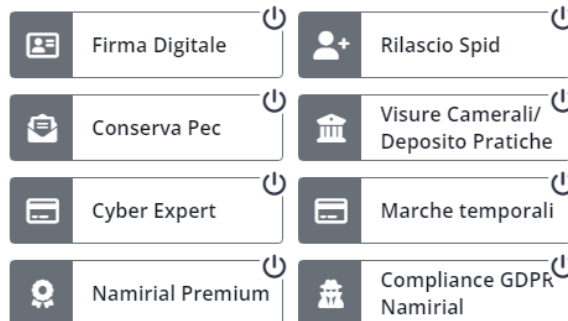 Firma Digitale
Rilascio Spid
Conserva Pec
Visure Camerali/
Deposito Pratiche
Cyber Expert
Marche temporali
Namirial Premium
Compliance GDPR
Namirial